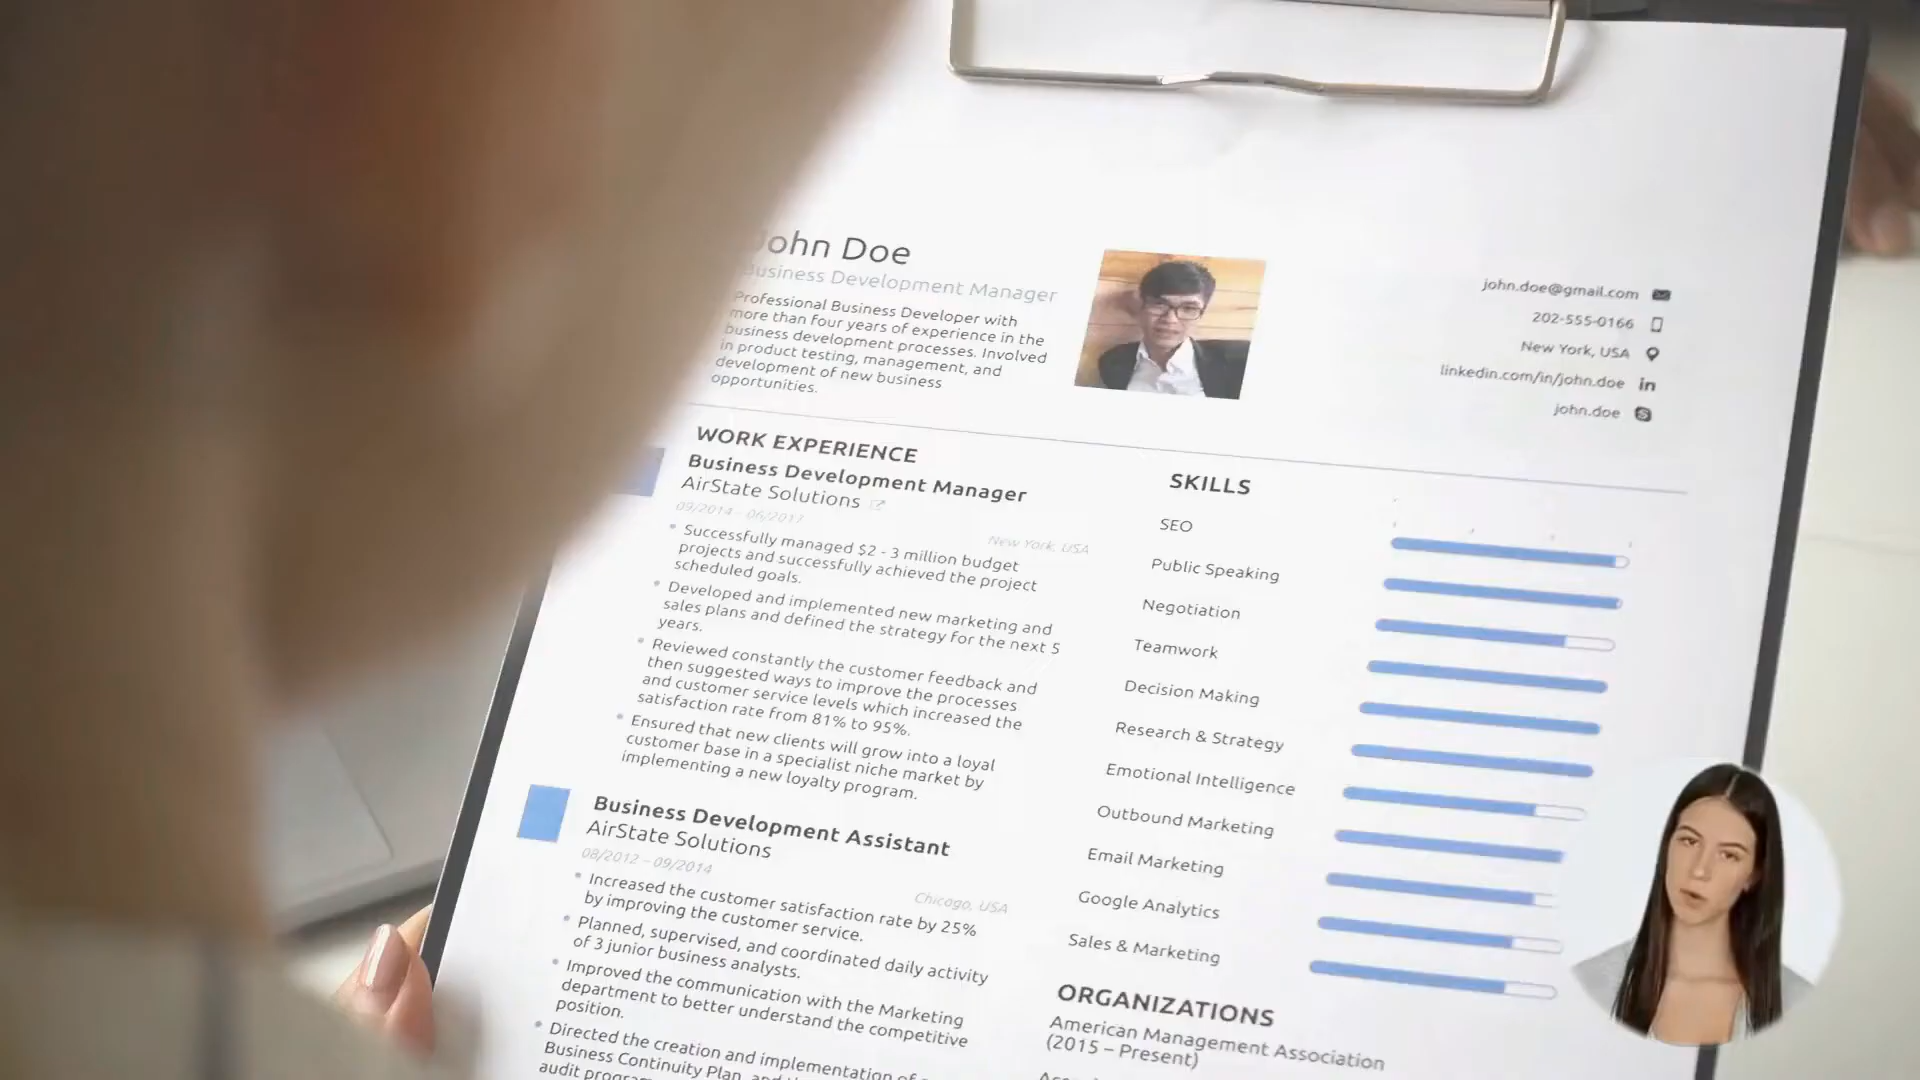 John Doe
Business Development Manager
Professional Business Developer with
more than four years of experience in the
business development processes. Involved
in product testing, management, and
development of new business
opportunities.
john.doe@gmail.com
202-555-0166
New York, USA
linkedin.com/in/john.doe
john.doe
WORK EXPERIENCE
Business Development Manager
AirState Solutions
09/2014 - 06/2017
New York, USA
Successfully managed $2 - 3 million budget
projects and successfully achieved the project
scheduled goals.
Developed and implemented new marketing and
sales plans and defined the strategy for the next 5
years.
Reviewed constantly the customer feedback and
then suggested ways to improve the processes
and customer service levels which increased the
satisfaction rate from 81% to 95%.
Ensured that new clients will grow into a loyal
customer base in a specialist niche market by
implementing a new loyalty program.
Business Development Assistant
AirState Solutions
08/2012 – 09/2014
Chicago, USA
Increased the customer satisfaction rate by 25%
by improving the customer service.
Planned, supervised, and coordinated daily activity
of 3 junior business analysts.
Improved the communication with the Marketing
department to better understand the competitive
position.
Directed the creation and implementation of
Business Continuity Plan, and
audit
SKILLS
SEO
Public Speaking
Negotiation
Teamwork
Decision Making
Research & Strategy
Emotional Intelligence
Outbound Marketing
Email Marketing
Google Analytics
Sales & Marketing
ORGANIZATIONS
American Management Association
(2015 – Present)